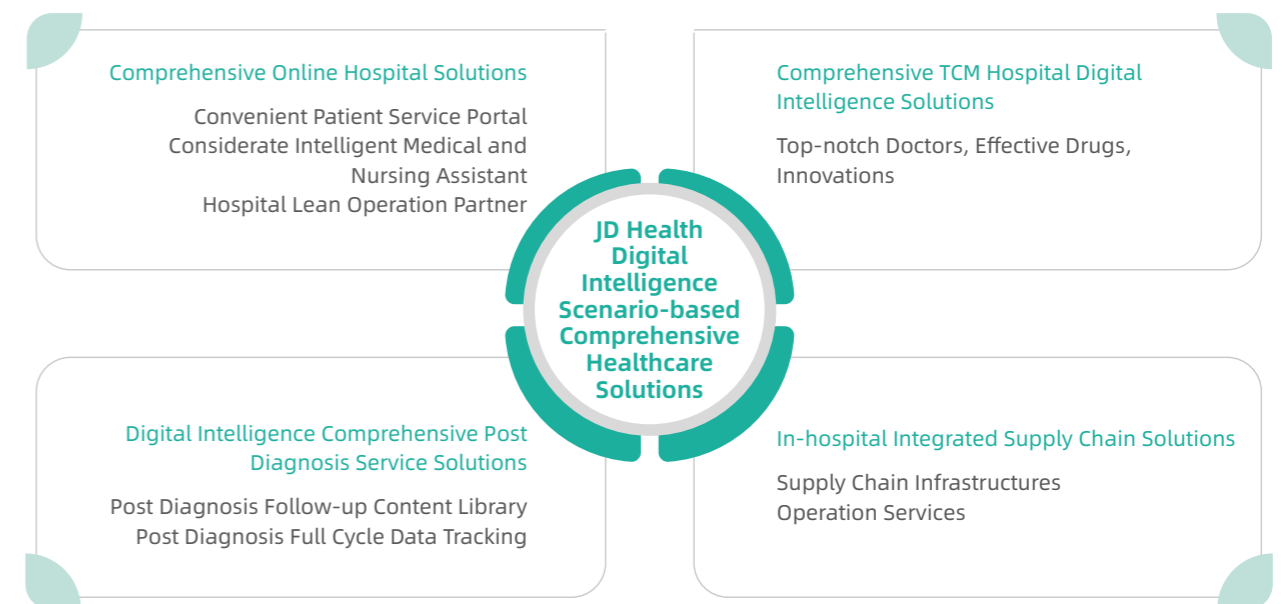 Comprehensive Online Hospital Solutions
Convenient Patient Service Portal
Considerate Intelligent Medical and
Nursing Assistant
Hospital Lean Operation Partner
Comprehensive TCM Hospital Digital
Intelligence Solutions
Top-notch Doctors, Effective Drugs,
Innovations
JD Health
Digital
Intelligence
Scenario-based
Comprehensive
Healthcare
Solutions
Digital Intelligence Comprehensive Post
Diagnosis Service Solutions
Post Diagnosis Follow-up Content Library
Post Diagnosis Full Cycle Data Tracking
In-hospital Integrated Supply Chain Solutions
Supply Chain Infrastructures
Operation Services